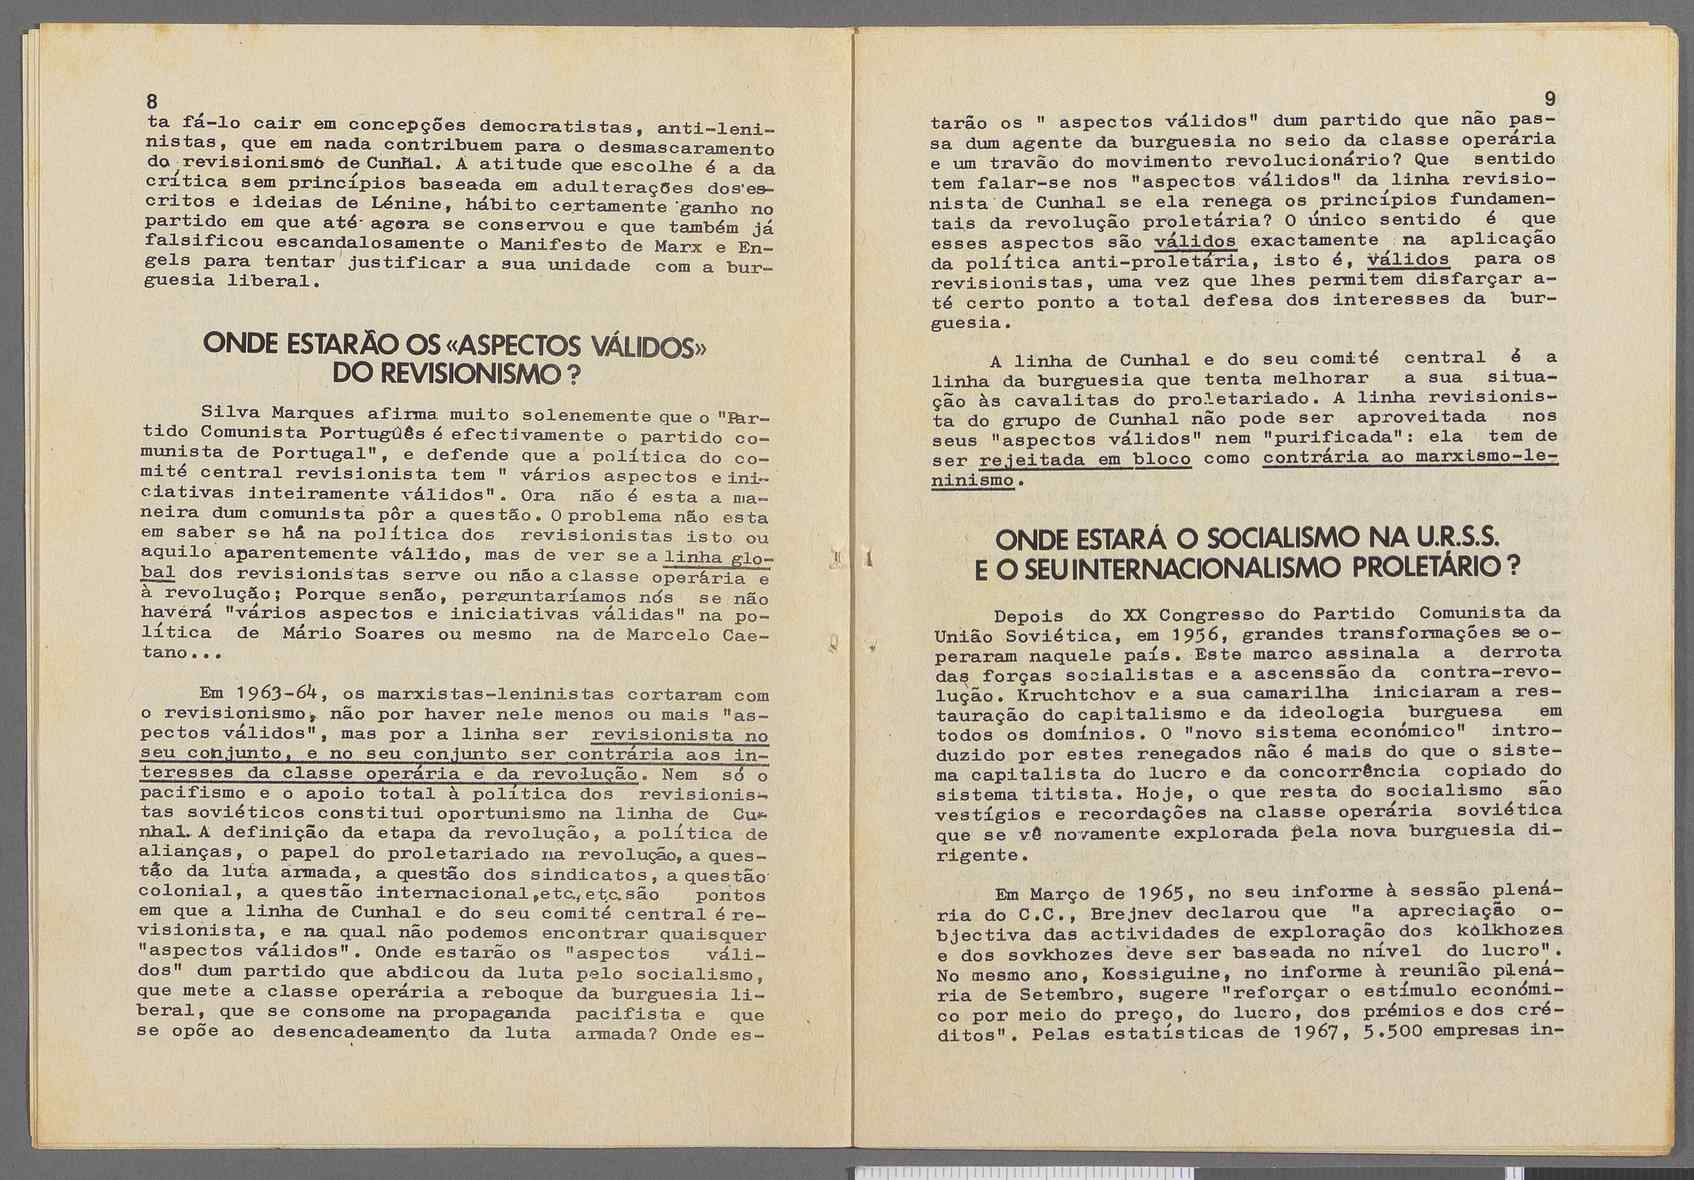 8
ta fá-lo cair em concepções democratistas, anti-leni-
nistas, que em nada contribuem para o desmascaramento
do revisionismo de Cunhal. A atitude que escolhe é a da
crítica sem princípios baseada em adulterações dos es-
critos e ideias de Lénine, hábito certamente ganho no
partido em que até agora se conservou e que também já
falsificou escandalosamente o Manifesto de Marx e En-
gels para tentar justificar a sua unidade com a bur-
guesia liberal.
ONDE ESTARÃO OS «ASPECTOS VÁLIDOS»
DO REVISIONISMO?
Silva Marques afirma muito solenemente que o "Par-
tido Comunista Português é efectivamente o partido co-
munista de Portugal", e defende que a política do co-
mité central revisionista tem " vários aspectos e ini-
ciativas inteiramente válidos". Ora não é esta a ma-
neira dum comunista pôr a questão. O problema não esta
em saber se há na política dos revisionistas isto ou
aquilo aparentemente válido, mas de ver se a linha glo-
bal dos revisionistas serve ou não a classe operária e
à revolução; Porque senão, perguntaríamos nós se não
haverá "vários aspectos e iniciativas válidas" na po-
lítica de Mário Soares ou mesmo na de Marcelo Cae-
tano...
Em 1963-64, os marxistas-leninistas cortaram com
o revisionismo, não por haver nele menos ou mais "as-
pectos válidos", mas por a linha ser revisionista no
seu conjunto, e no seu conjunto ser contrária aos in-
teresses da classe operária e da revolução. Nem só o
pacifismo e o apoio total à política dos revisionis-
tas soviéticos constitui oportunismo na linha de Cu-
nhal. A definição da etapa da revolução, a política de
alianças, o papel do proletariado na revolução, a ques-
tão da luta armada, a questão dos sindicatos, a questão
colonial, a questão internacional,etc,etc.são pontos
em que a linha de Cunhal e do seu comité central é re-
visionista, e na qual não podemos encontrar quaisquer
"aspectos válidos". Onde estarão os "aspectos váli-
dos" dum partido que abdicou da luta pelo socialismo,
que mete a classe operária a reboque da burguesia li-
beral, que se consome na propaganda pacifista e que
se opõe ao desencadeamento da luta armada? Onde es-
9
tarão os " aspectos válidos" dum partido que não pas-
sa dum agente da burguesia no seio da classe operária
e um travão do movimento revolucionário? Que sentido
tem falar-se nos "aspectos válidos" da linha revisio-
nista de Cunhal se ela renega os princípios fundamen-
tais da revolução proletária? O único sentido é que
esses aspectos são válidos exactamente na aplicação
da política anti-proletária, isto é, válidos para os
revisionistas, uma vez que lhes permitem disfarçar a-
té certo ponto a total defesa dos interesses da bur-
guesia.
A linha de Cunhal e do seu comité central é a
linha da burguesia que tenta melhorar a sua situa-
ção às cavalitas do proletariado. A linha revisionis-
ta do grupo de Cunhal não pode ser aproveitada nos
seus "aspectos válidos" nem "purificada": ela tem de
ser rejeitada em bloco como contrária ao marxismo-le-
ninismo.
ONDE ESTARÁ O SOCIALISMO NA U.R.S.S.
E O SEU INTERNACIONALISMO PROLETÁRIO?
Depois do XX Congresso do Partido Comunista da
União Soviética, em 1956, grandes transformações se o-
peraram naquele país. Este marco assinala a derrota
das forças socialistas e a ascenssão da contra-revo-
lução. Kruchtchov e a sua camarilha iniciaram a res-
tauração do capitalismo e da ideologia burguesa em
todos os domínios. O "novo sistema económico" intro-
duzido por estes renegados não é mais do que o siste-
ma capitalista do lucro e da concorrência copiado do
sistema titista. Hoje, o que resta do socialismo são
vestígios e recordações na classe operária soviética
que se vê novamente explorada pela nova burguesia di-
rigente.
Em Março de 1965, no seu informe à sessão plená-
ria do C.C., Brejnev declarou que "a apreciação o-
bjectiva das actividades de exploração dos kolkhozes
e dos sovkhozes deve ser baseada no nível do lucro".
No mesmo ano, Kossiguine, no informe à reunião plená-
ria de Setembro, sugere "reforçar o estímulo económi-
co por meio do preço, do lucro, dos prémios e dos cré-
ditos". Pelas estatísticas de 1967, 5.500 empresas in-